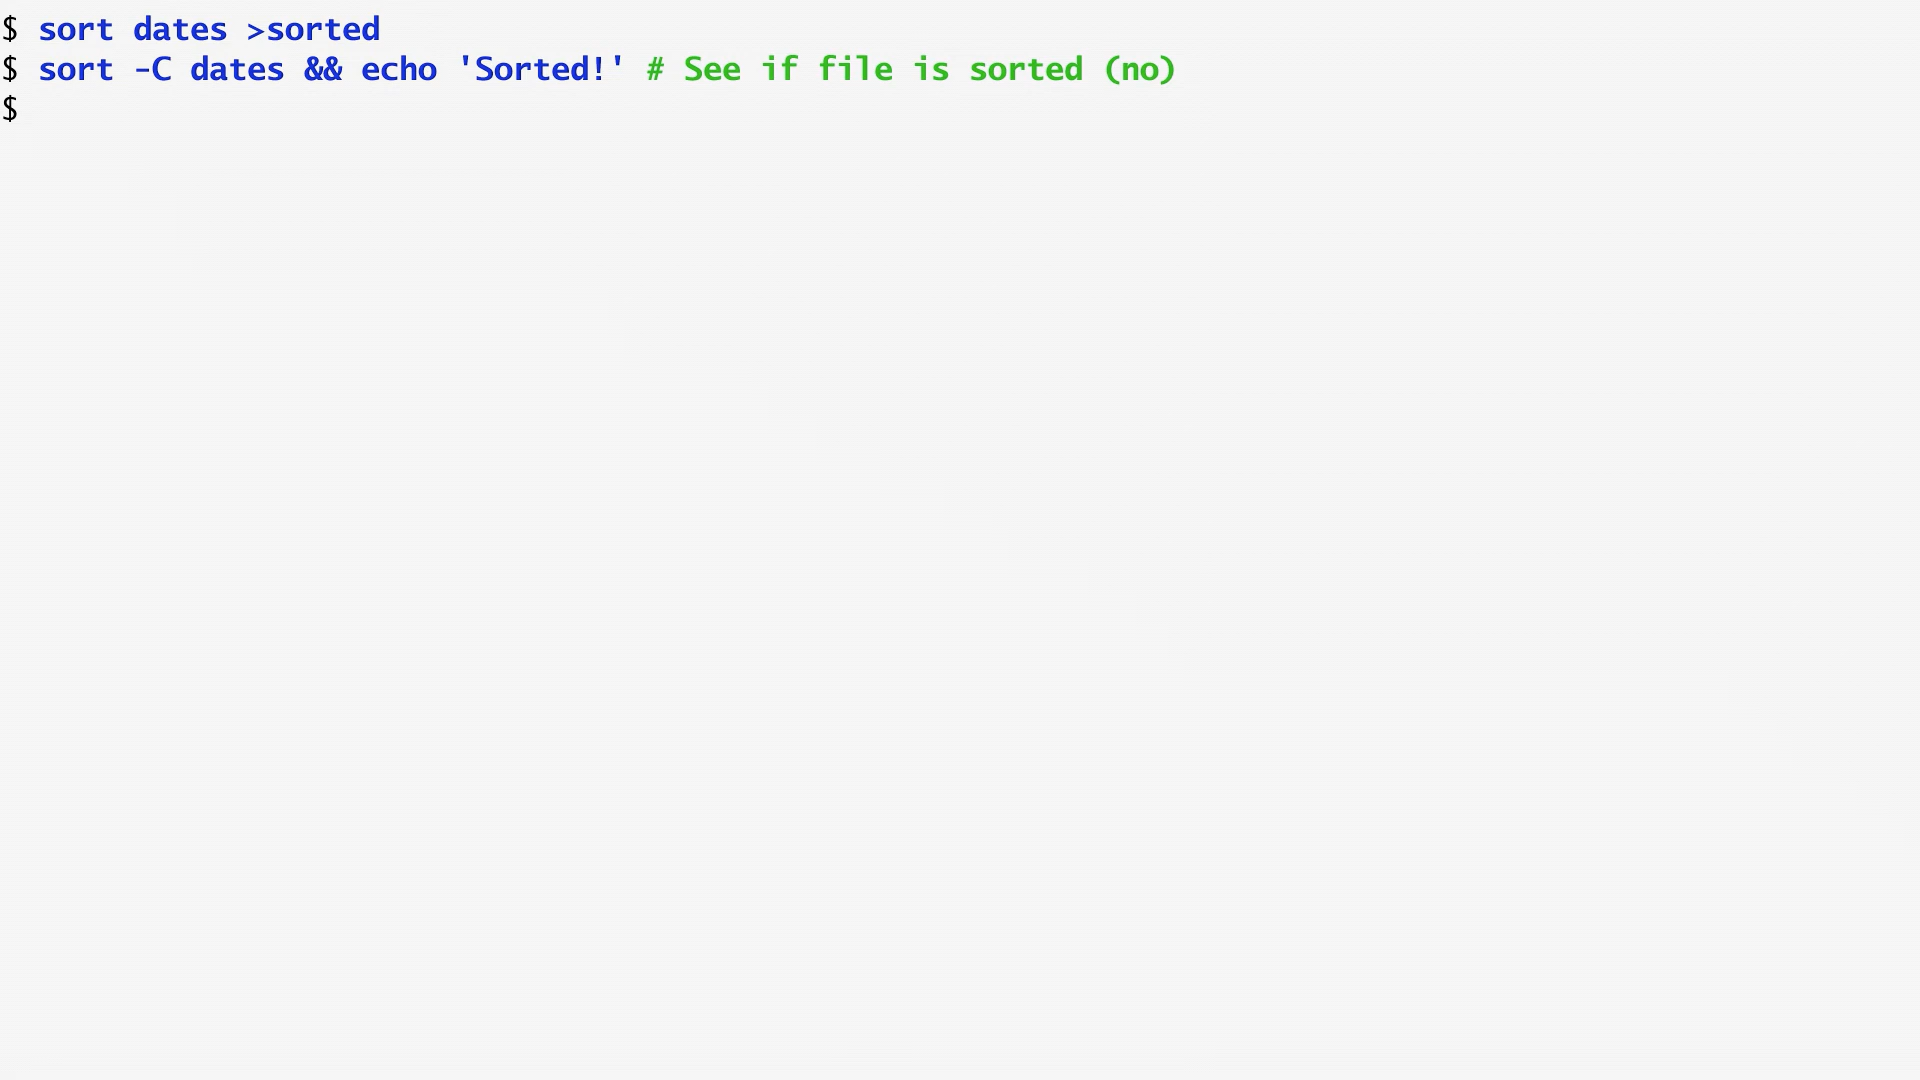 $ sort dates >sorted
$ sort -C dates && echo 'Sorted!' # See if file is sorted (no)
$